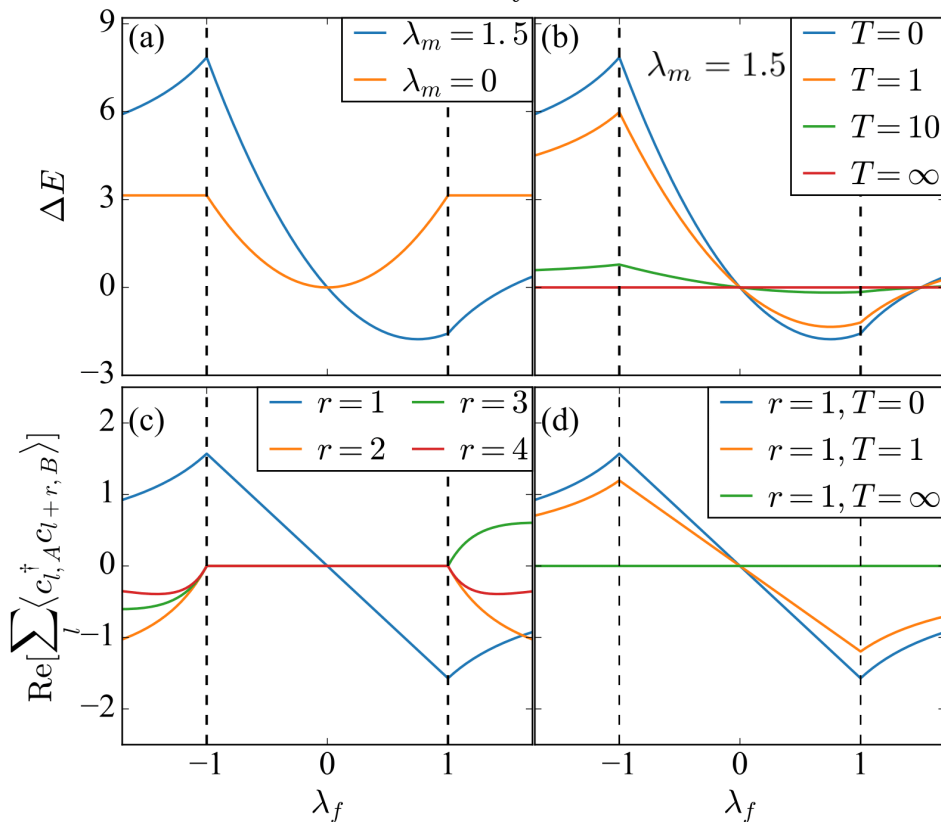 (a)
λ_m = 1.5
λ_m = 0
9
6
3
0
−3
ΔE
(b)
λ_m = 1.5
T = 0
T = 1
T = 10
T = ∞
(c)
r = 1
r = 3
r = 2
r = 4
2
1
0
−1
−2
Re[∑_l⟨c†_{l,A} c_{l+r,B}⟩]
−1
0
1
λ_f
(d)
r = 1, T = 0
r = 1, T = 1
r = 1, T = ∞
−1
0
1
λ_f